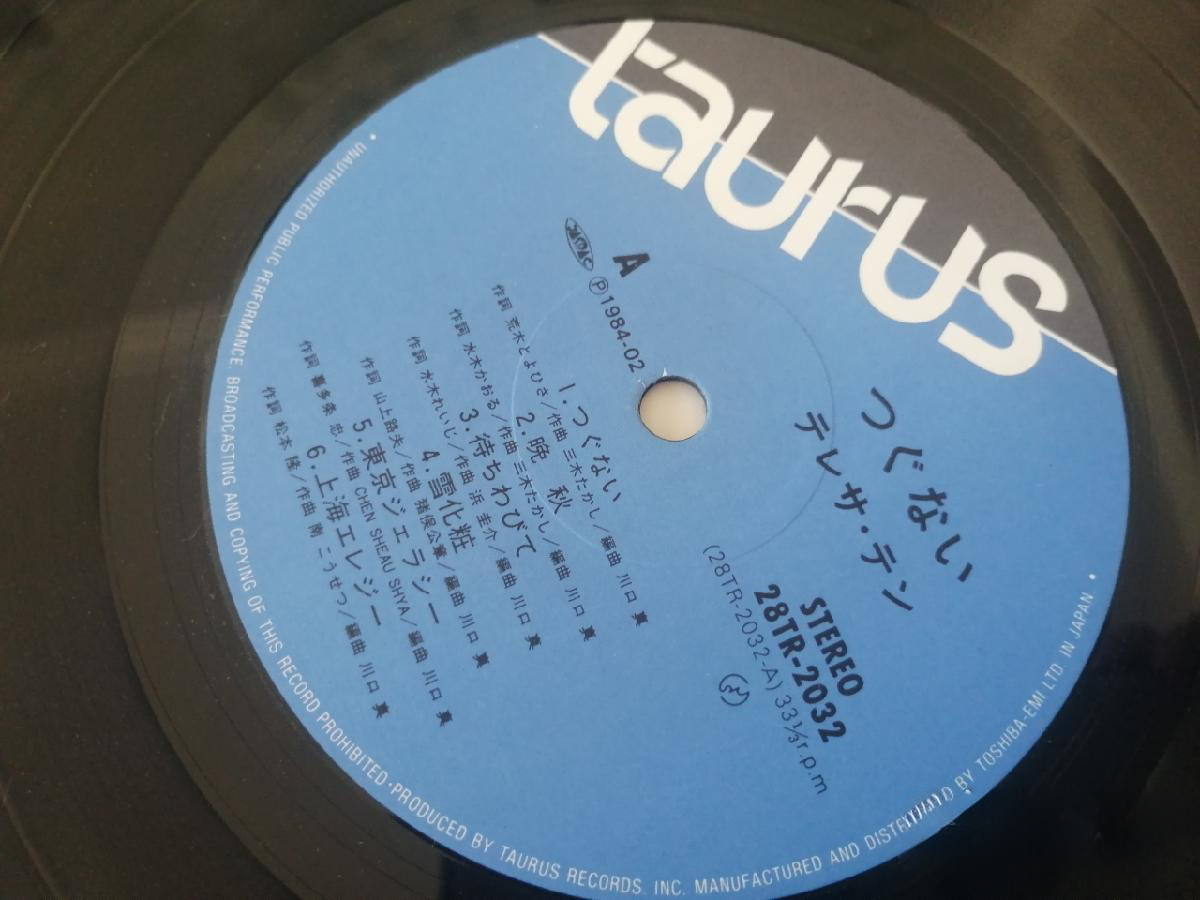 taurus
つぐない
テレサ・テン
STEREO
28TR-2032
(28TR-2032-A) 33⅓r.p.m
A
Ⓟ1984-02
1. つぐない
作詞 荒木とよひさ/作曲 三木たかし/編曲 川口 真
2. 晩 秋
作詞 水木かおる/作曲 三木たかし/編曲 川口 真
3. 待ちわびて
作詞 水木れいじ/作曲 浜 圭介/編曲 川口 真
4. 雪化粧
作詞 山上路夫/作曲 猪俣公章/編曲 川口 真
5. 東京ジェラシー
作詞 喜多條 忠/作曲 CHEN SHEAU SHYA/編曲 川口 真
6. 上海エレジー
作詞 松本 隆/作曲 南 こうせつ/編曲 川口 真
• UNAUTHORIZED PUBLIC PERFORMANCE BROADCASTING AND COPYING OF THIS RECORD PROHIBITED • PRODUCED BY TAURUS RECORDS INC. MANUFACTURED AND DISTRIBUTED BY TOSHIBA-EMI LTD. IN JAPAN •